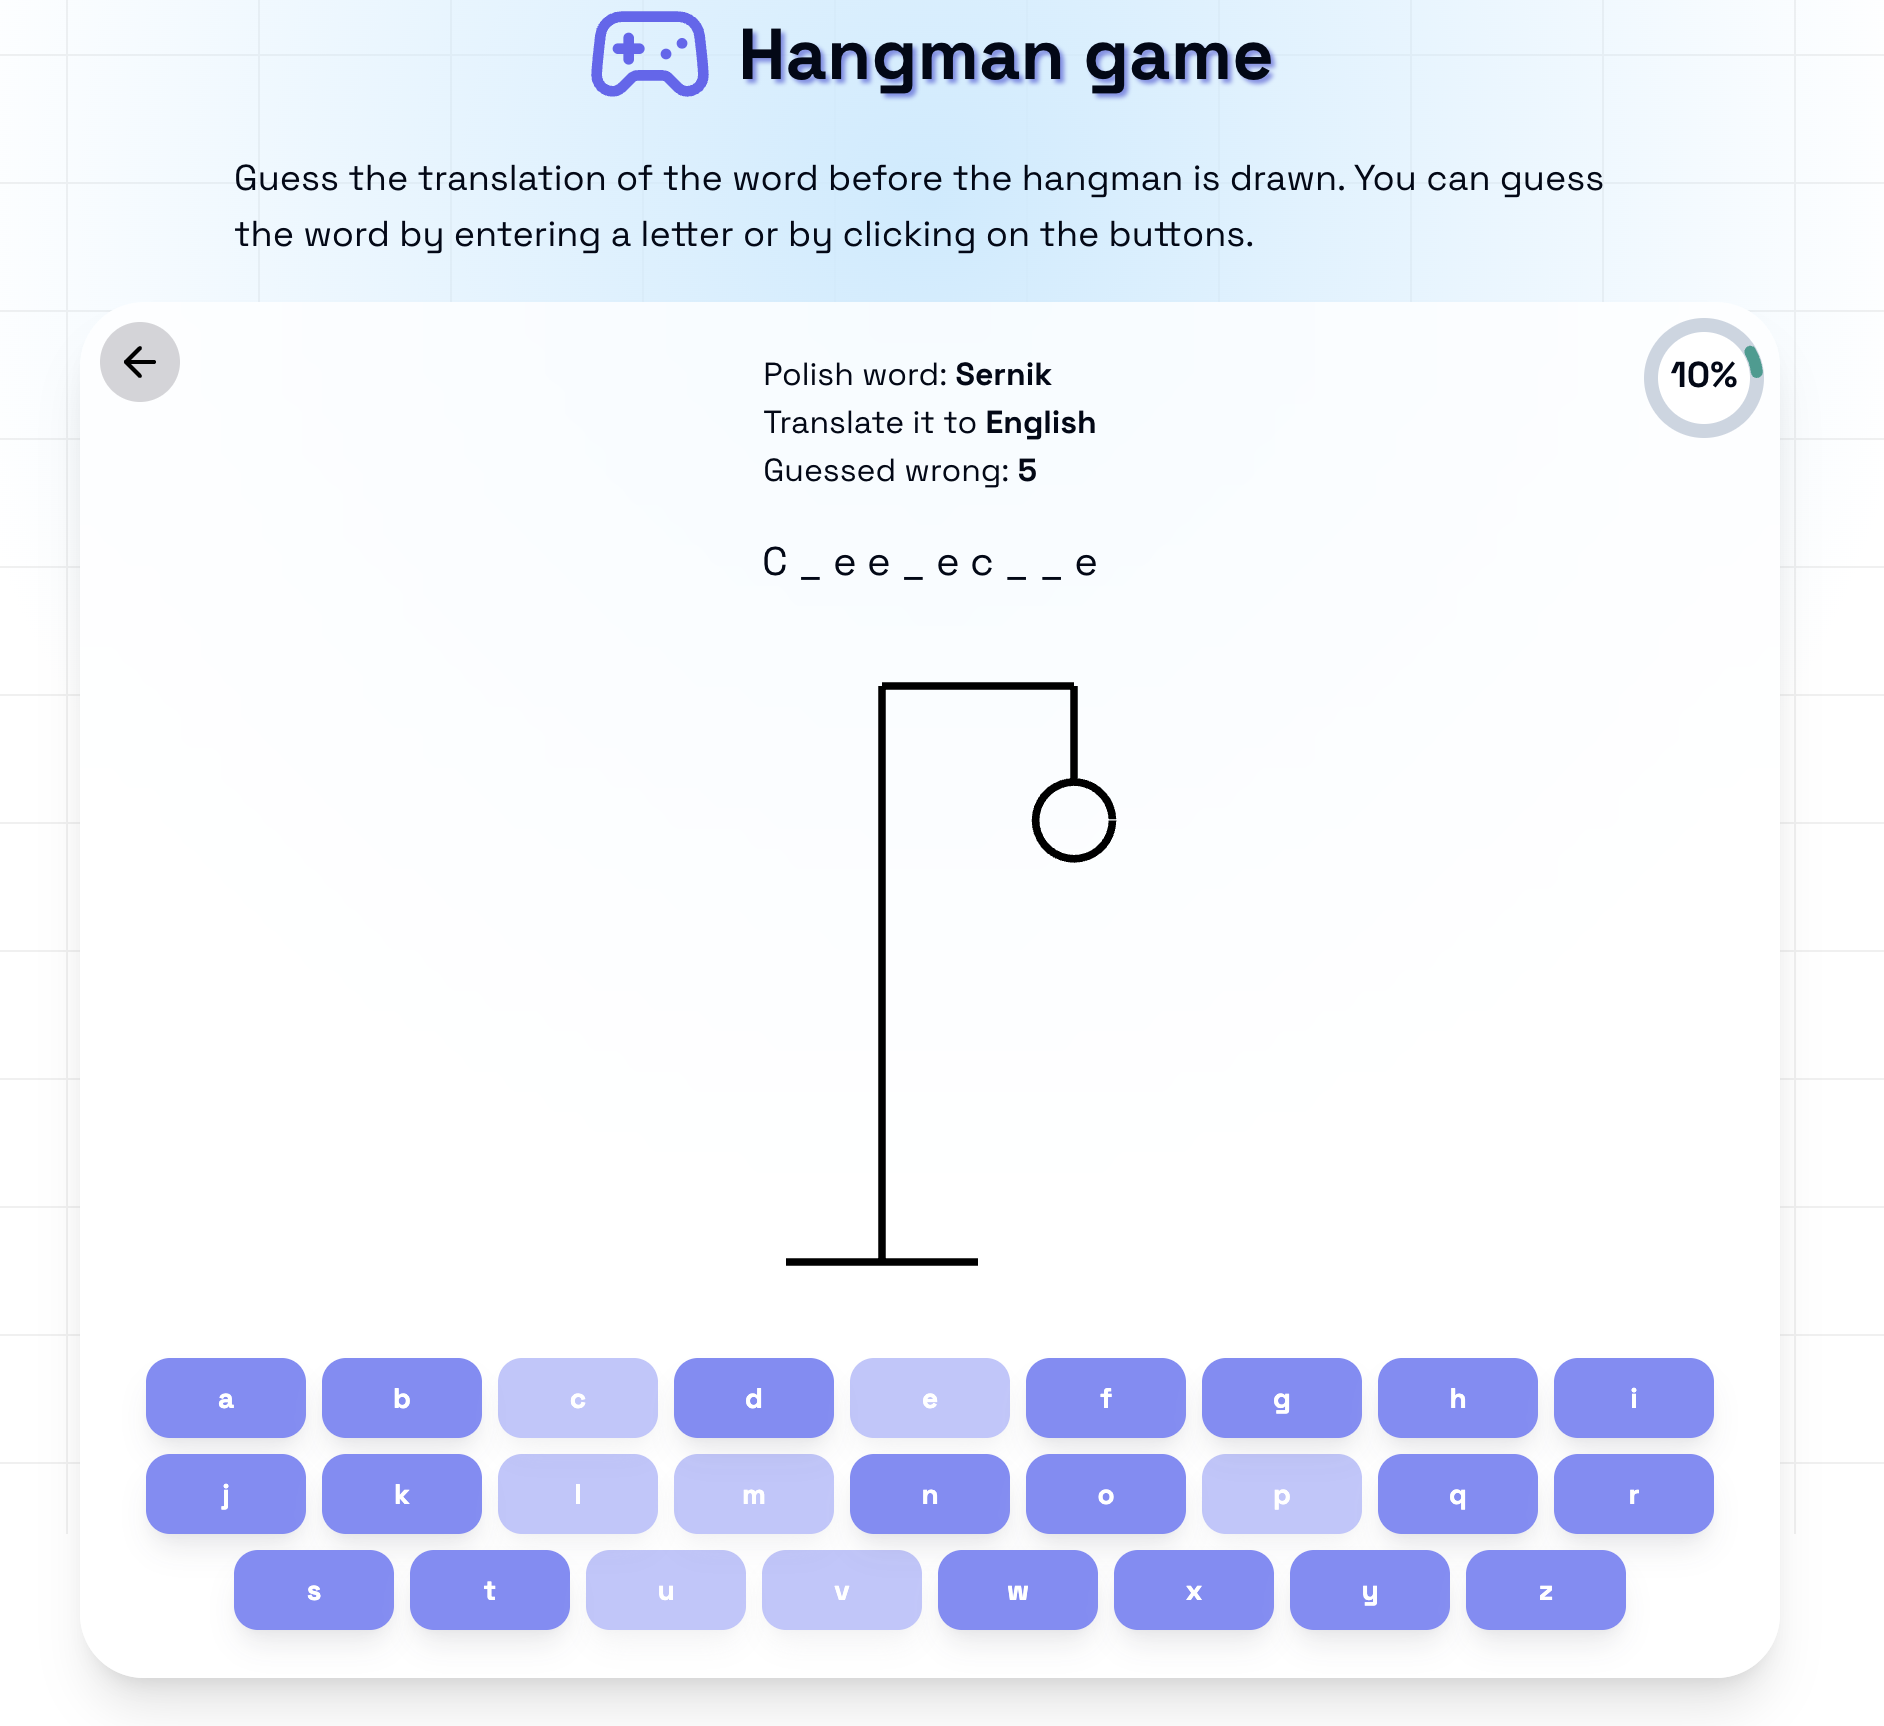 Hangman game
Guess the translation of the word before the hangman is drawn. You can guess
the word by entering a letter or by clicking on the buttons.
10%
Polish word: Sernik
Translate it to English
Guessed wrong: 5
C _ e e _ e c _ _ e
a b c d e f g h i
j k l m n o p q r
s t u v w x y z